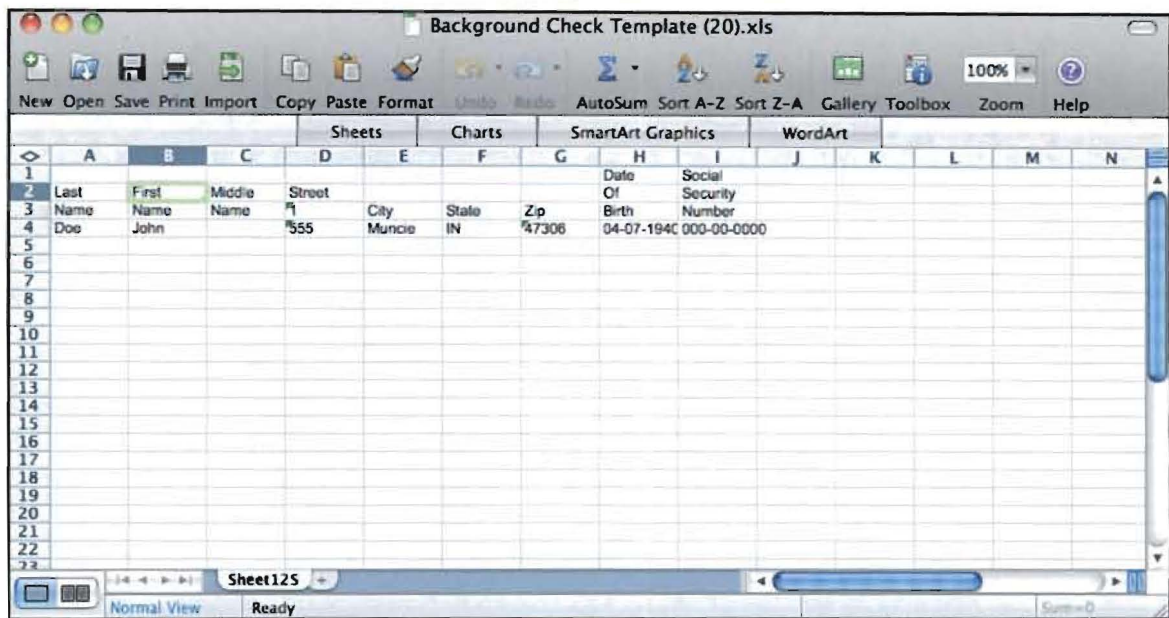 Background Check Template (20).xls
New Open Save Print Import Copy Paste Format Undo Redo AutoSum Sort A-Z Sort Z-A Gallery Toolbox 100% Zoom Help
Sheets Charts SmartArt Graphics WordArt
A B C D E F G H I J K L M N
1 Date Social
2 Last First Middle Street Of Security
3 Name Name Name 1 City State Zip Birth Number
4 Doe John 555 Muncie IN 47306 04-07-1940 000-00-0000
5
6
7
8
9
10
11
12
13
14
15
16
17
18
19
20
21
22
23
Sheet12S
Normal View Ready Sum=0